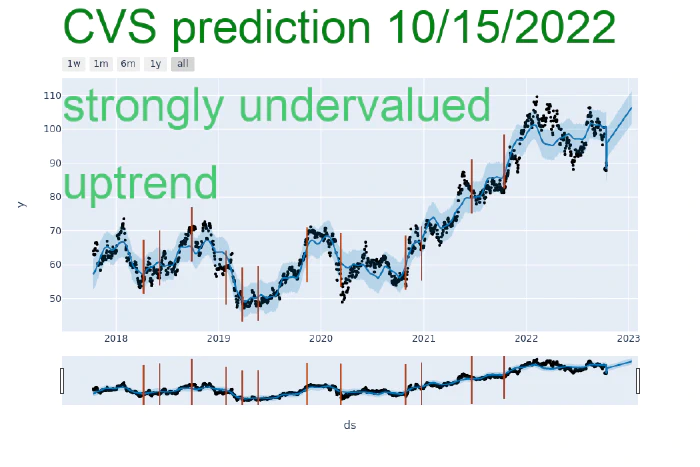 CVS prediction 10/15/2022
1w 1m 6m 1y all
strongly undervalued
uptrend
110
100
90
80
70
60
50
y
2018 2019 2020 2021 2022 2023
ds